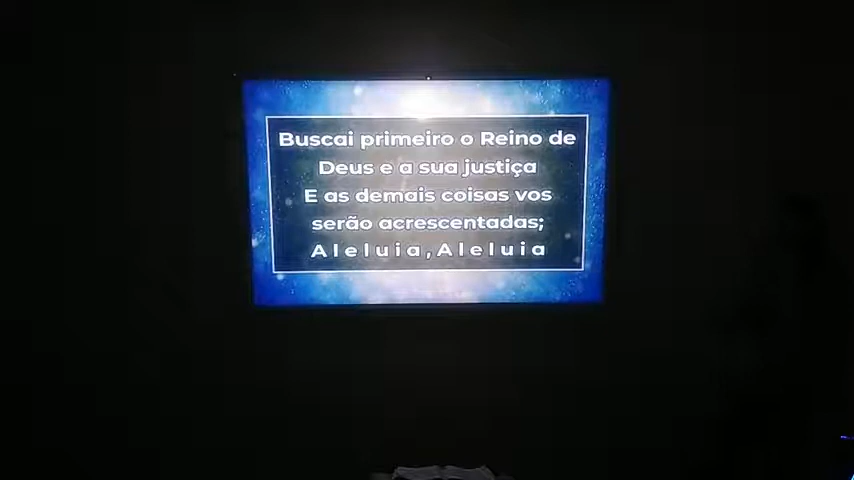 Buscai primeiro o Reino de
Deus e a sua justiça
E as demais coisas vos
serão acrescentadas;
Aleluia, Aleluia